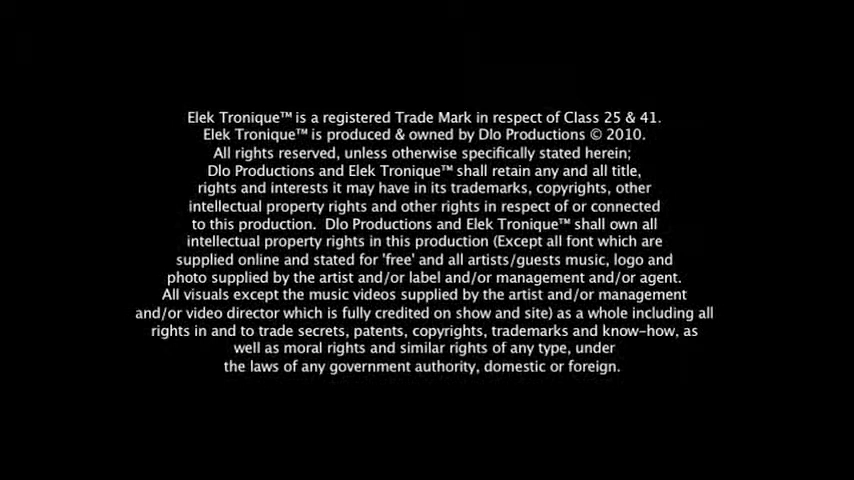 Elek Tronique™ is a registered Trade Mark in respect of Class 25 & 41.
Elek Tronique™ is produced & owned by Dlo Productions © 2010.
All rights reserved, unless otherwise specifically stated herein;
Dlo Productions and Elek Tronique™ shall retain any and all title,
rights and interests it may have in its trademarks, copyrights, other
intellectual property rights and other rights in respect of or connected
to this production.  Dlo Productions and Elek Tronique™ shall own all
intellectual property rights in this production (Except all font which are
supplied online and stated for 'free' and all artists/guests music, logo and
photo supplied by the artist and/or label and/or management and/or agent.
All visuals except the music videos supplied by the artist and/or management
and/or video director which is fully credited on show and site) as a whole including all
rights in and to trade secrets, patents, copyrights, trademarks and know-how, as
well as moral rights and similar rights of any type, under
the laws of any government authority, domestic or foreign.